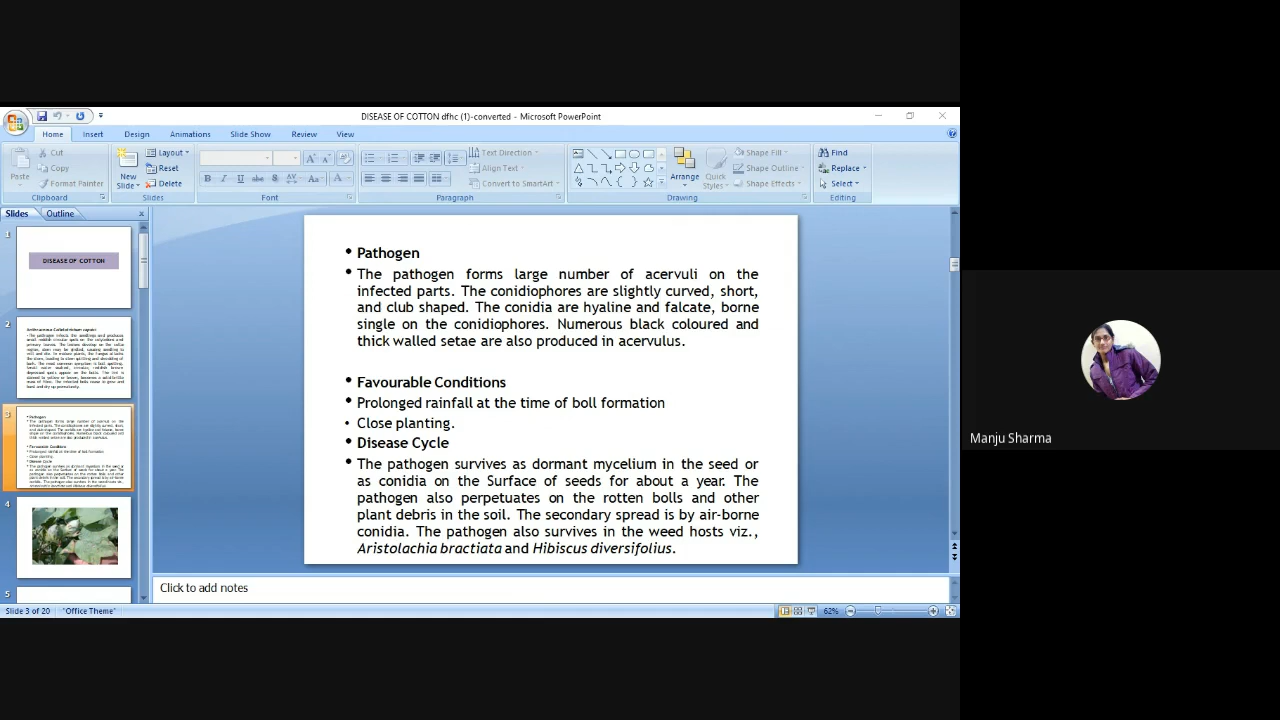 DISEASE OF COTTON dfhc (1)-converted - Microsoft PowerPoint
Home Insert Design Animations Slide Show Review View
Paste
Cut
Copy
Format Painter
Clipboard
New Slide
Layout
Reset
Delete
Slides
Font
Text Direction
Align Text
Convert to SmartArt
Paragraph
Arrange
Quick Styles
Shape Fill
Shape Outline
Shape Effects
Drawing
Find
Replace
Select
Editing
Slides Outline
1
DISEASE OF COTTON
2
3
4
5
• Pathogen
• The pathogen forms large number of acervuli on the
infected parts. The conidiophores are slightly curved, short,
and club shaped. The conidia are hyaline and falcate, borne
single on the conidiophores. Numerous black coloured and
thick walled setae are also produced in acervulus.
• Favourable Conditions
• Prolonged rainfall at the time of boll formation
• Close planting.
• Disease Cycle
• The pathogen survives as dormant mycelium in the seed or
as conidia on the Surface of seeds for about a year. The
pathogen also perpetuates on the rotten bolls and other
plant debris in the soil. The secondary spread is by air-borne
conidia. The pathogen also survives in the weed hosts viz.,
Aristolachia bractiata and Hibiscus diversifolius.
Click to add notes
Slide 3 of 20 "Office Theme" 62%
Manju Sharma